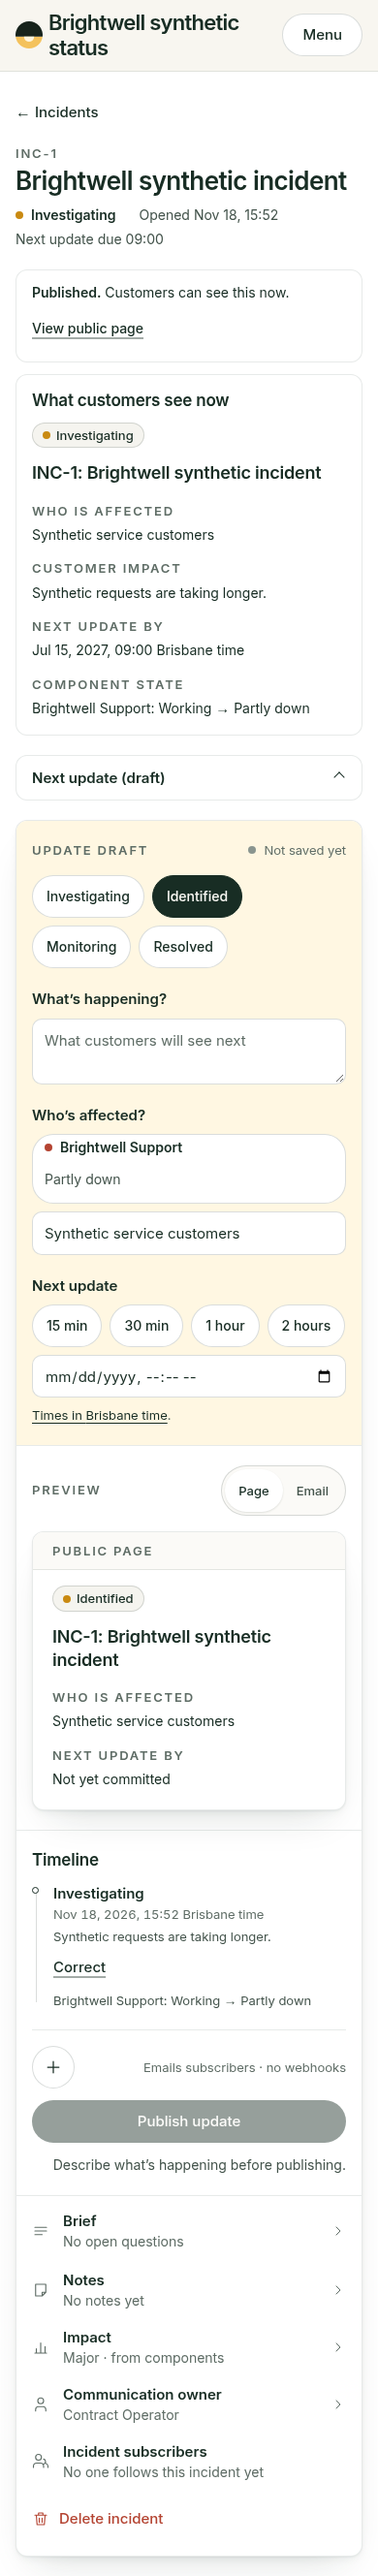 Brightwell synthetic
status
Menu
← Incidents
INC-1
Brightwell synthetic incident
Investigating Opened Nov 18, 15:52
Next update due 09:00
Published. Customers can see this now.
View public page
What customers see now
Investigating
INC-1: Brightwell synthetic incident
WHO IS AFFECTED
Synthetic service customers
CUSTOMER IMPACT
Synthetic requests are taking longer.
NEXT UPDATE BY
Jul 15, 2027, 09:00 Brisbane time
COMPONENT STATE
Brightwell Support: Working → Partly down
Next update (draft)
UPDATE DRAFT Not saved yet
Investigating Identified
Monitoring Resolved
What's happening?
What customers will see next
Who's affected?
Brightwell Support
Partly down
Synthetic service customers
Next update
15 min 30 min 1 hour 2 hours
mm/dd/yyyy, --:-- --
Times in Brisbane time.
PREVIEW Page Email
PUBLIC PAGE
Identified
INC-1: Brightwell synthetic
incident
WHO IS AFFECTED
Synthetic service customers
NEXT UPDATE BY
Not yet committed
Timeline
Investigating
Nov 18, 2026, 15:52 Brisbane time
Synthetic requests are taking longer.
Correct
Brightwell Support: Working → Partly down
Emails subscribers · no webhooks
Publish update
Describe what's happening before publishing.
Brief
No open questions
Notes
No notes yet
Impact
Major · from components
Communication owner
Contract Operator
Incident subscribers
No one follows this incident yet
Delete incident